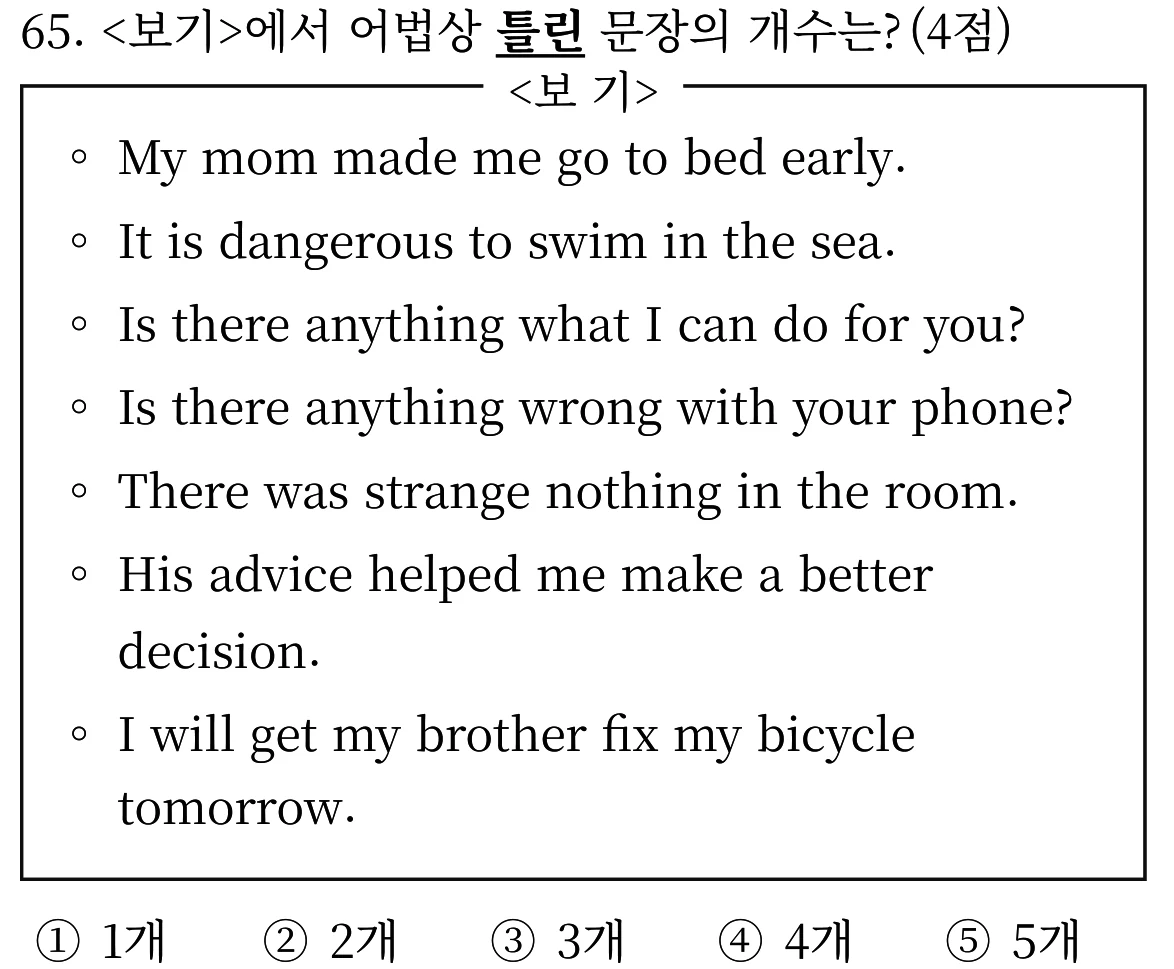 65. <보기>에서 어법상 틀린 문장의 개수는? (4점)
<보 기>
◦ My mom made me go to bed early.
◦ It is dangerous to swim in the sea.
◦ Is there anything what I can do for you?
◦ Is there anything wrong with your phone?
◦ There was strange nothing in the room.
◦ His advice helped me make a better
decision.
◦ I will get my brother fix my bicycle
tomorrow.
① 1개 ② 2개 ③ 3개 ④ 4개 ⑤ 5개